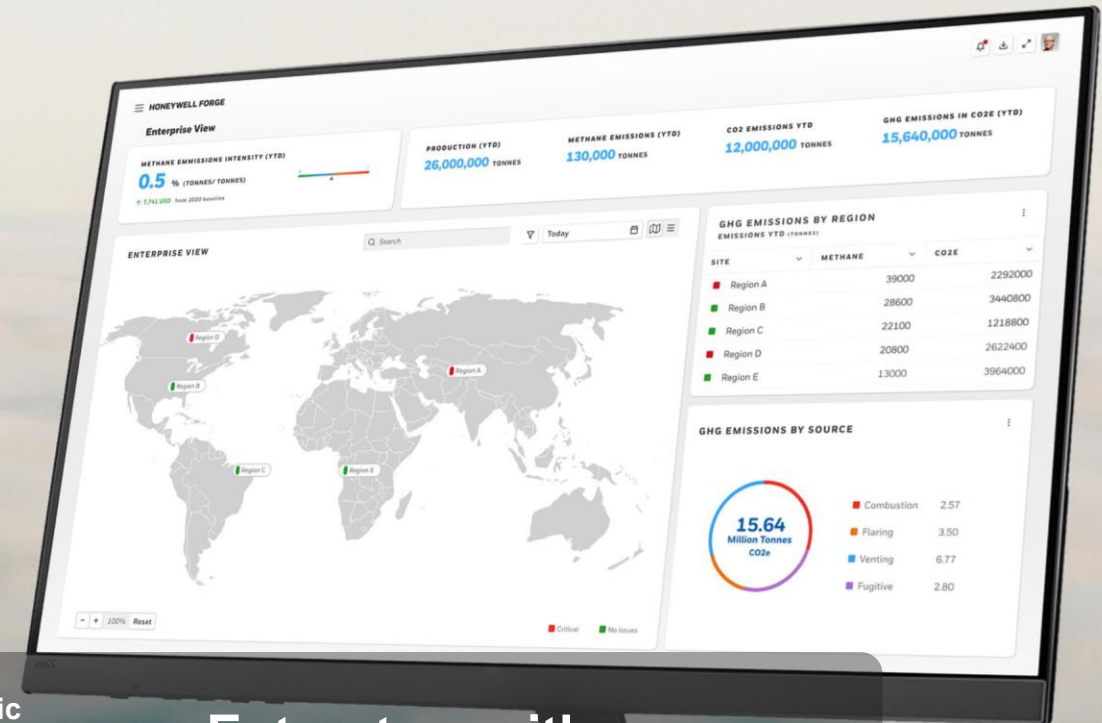 HONEYWELL FORGE
Enterprise View
METHANE EMMISSIONS INTENSITY (YTD)
0.5 % (TONNES/ TONNES)
↑ 7,741 USD from 2020 baseline
PRODUCTION (YTD)
26,000,000 TONNES
METHANE EMISSIONS (YTD)
130,000 TONNES
CO2 EMISSIONS YTD
12,000,000 TONNES
GHG EMISSIONS IN CO2E (YTD)
15,640,000 TONNES
ENTERPRISE VIEW
Search
Today
Region D
Region B
Region A
Region C
Region E
- + 100% Reset
Critical No Issues
GHG EMISSIONS BY REGION
EMISSIONS YTD (TONNES)
SITE METHANE CO2E
Region A 39000 2292000
Region B 28600 3440800
Region C 22100 1218800
Region D 20800 2622400
Region E 13000 3964000
GHG EMISSIONS BY SOURCE
15.64
Million Tonnes
CO2e
Combustion 2.57
Flaring 3.50
Venting 6.77
Fugitive 2.80